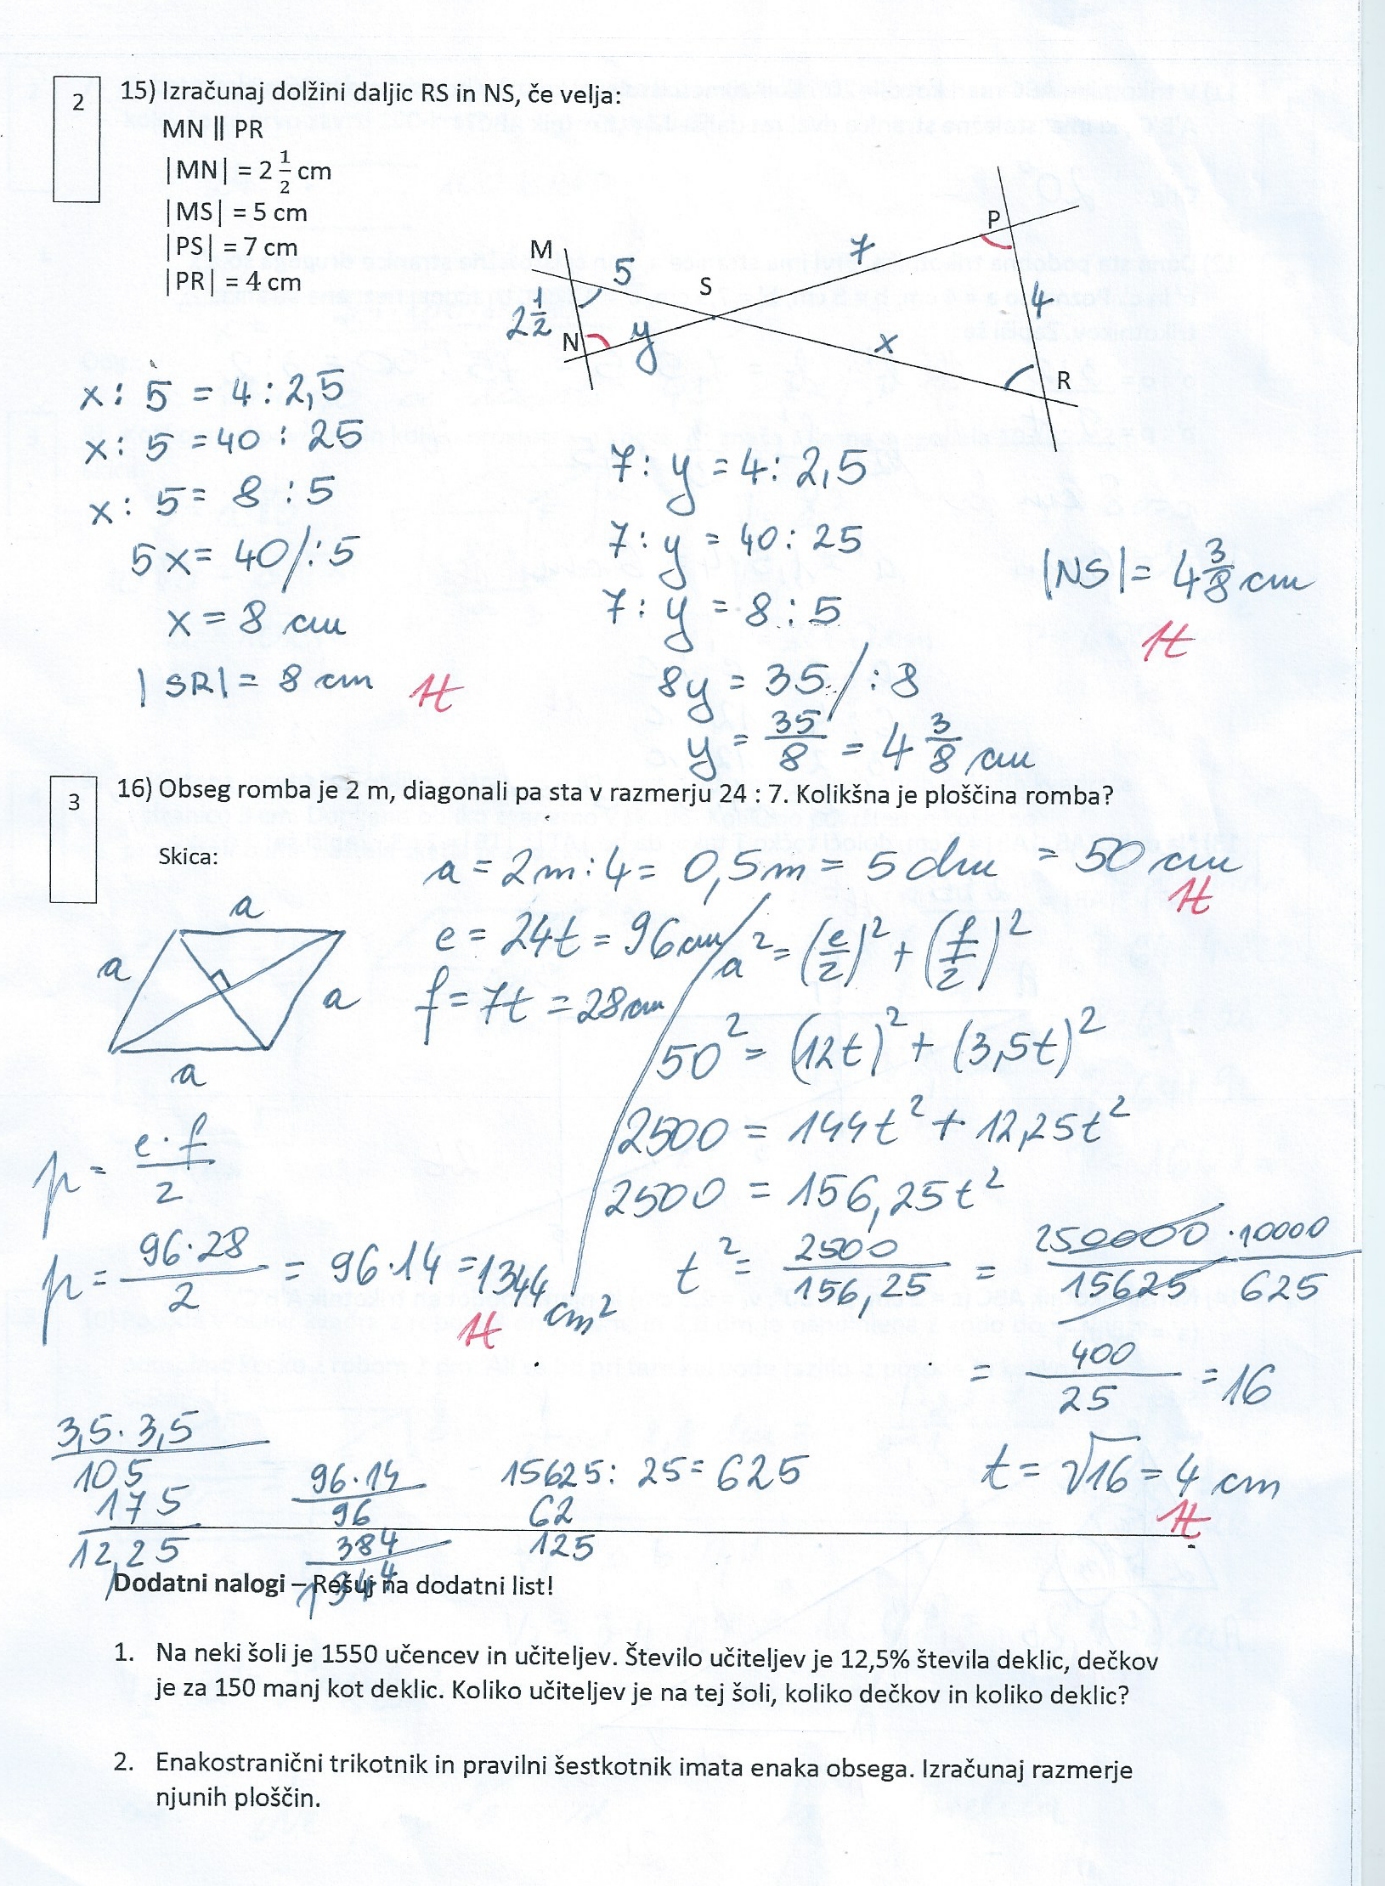 2
15) Izračunaj dolžini daljic RS in NS, če velja:
MN || PR
|MN| = 2 1/2 cm
|MS| = 5 cm
|PS| = 7 cm
|PR| = 4 cm
M
5
S
7
P
2 1/2
N
y
x
4
R
x : 5 = 4 : 2,5
x : 5 = 40 : 25
x : 5 = 8 : 5
5x = 40 / : 5
x = 8 cm
|SR| = 8 cm
1t
7 : y = 4 : 2,5
7 : y = 40 : 25
7 : y = 8 : 5
8y = 35 / : 8
y = 35/8 = 4 3/8 cm
|NS| = 4 3/8 cm
1t
3
16) Obseg romba je 2 m, diagonali pa sta v razmerju 24 : 7. Kolikšna je ploščina romba?
Skica:
a
a
a
a
a = 2m : 4 = 0,5m = 5 dm = 50 cm
1t
e = 24t = 96cm
f = 7t = 28cm
a² = (e/2)² + (f/2)²
50² = (12t)² + (3,5t)²
2500 = 144t² + 12,25t²
2500 = 156,25t²
t² = 2500/156,25 = 250000/15625 · 10000/625
= 400/25 = 16
t = √16 = 4 cm
1t
p = e · f/2
p = 96 · 28/2 = 96 · 14 = 1344 cm²
1t
3,5 · 3,5
105
175
12,25
96 · 14
96
384
1344
15625 : 25 = 625
62
125
Dodatni nalogi – Rešuj na dodatni list!
1. Na neki šoli je 1550 učencev in učiteljev. Število učiteljev je 12,5% števila deklic, dečkov
je za 150 manj kot deklic. Koliko učiteljev je na tej šoli, koliko dečkov in koliko deklic?
2. Enakostranični trikotnik in pravilni šestkotnik imata enaka obsega. Izračunaj razmerje
njunih ploščin.